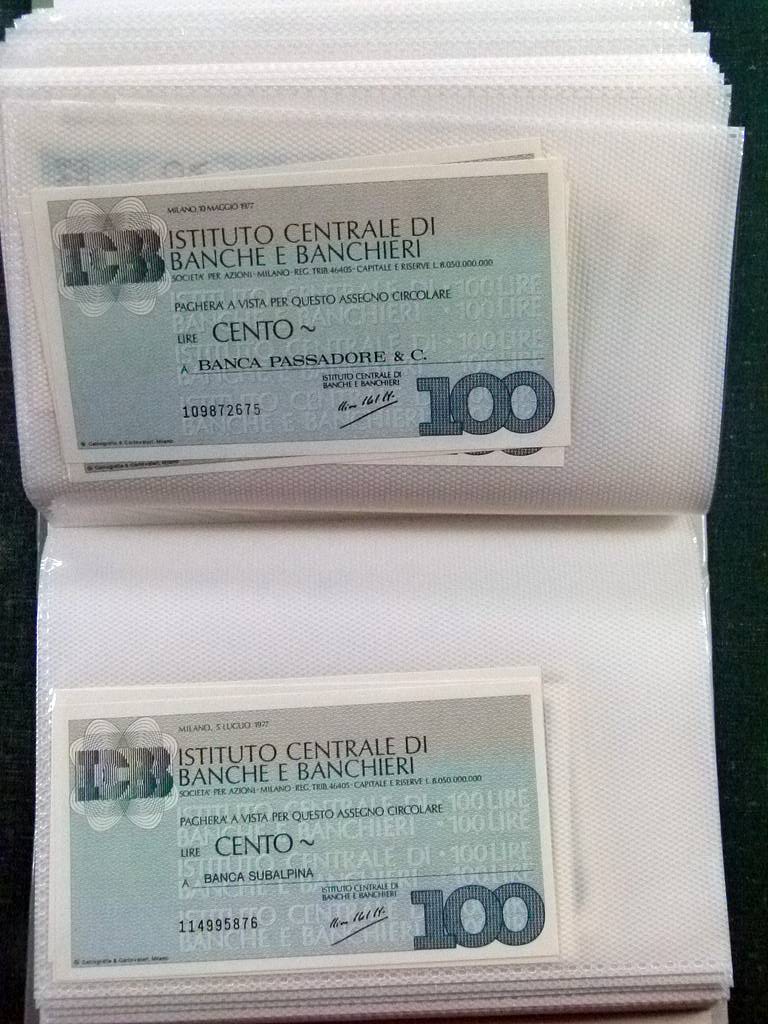 MILANO, 10 MAGGIO 1977
ICB
ISTITUTO CENTRALE DI
BANCHE E BANCHIERI
SOCIETA' PER AZIONI - MILANO - REG. TRIB. 46405 - CAPITALE E RISERVE L. 8.050.000.000
PAGHERA' A VISTA PER QUESTO ASSEGNO CIRCOLARE
LIRE CENTO ~
A BANCA PASSADORE & C.
ISTITUTO CENTRALE DI
BANCHE E BANCHIERI
109872675
100
MILANO, 5 LUGLIO 1977
ICB
ISTITUTO CENTRALE DI
BANCHE E BANCHIERI
SOCIETA' PER AZIONI - MILANO - REG. TRIB. 46405 - CAPITALE E RISERVE L. 8.050.000.000
PAGHERA' A VISTA PER QUESTO ASSEGNO CIRCOLARE
LIRE CENTO ~
A BANCA SUBALPINA
ISTITUTO CENTRALE DI
BANCHE E BANCHIERI
114995876
100